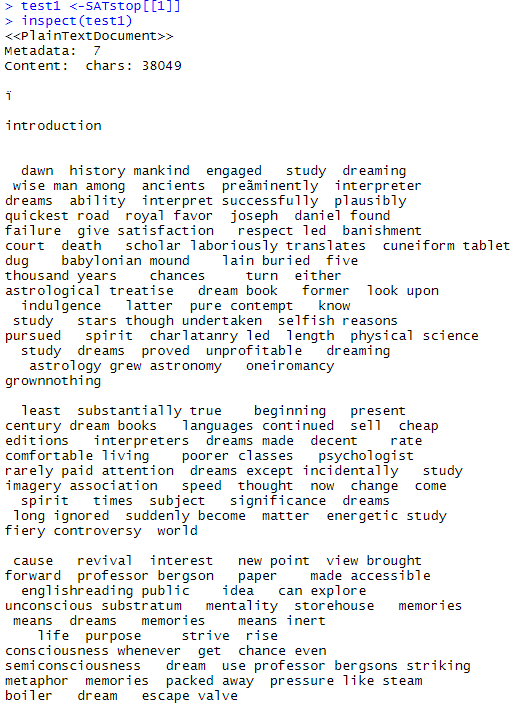 > test1 <-SATstop[[1]]
> inspect(test1)
<<PlainTextDocument>>
Metadata:  7
Content:  chars: 38049
ï
introduction
dawn  history mankind  engaged   study  dreaming
wise man among  ancients  preãminently  interpreter
dreams  ability  interpret successfully  plausibly
quickest road  royal favor  joseph  daniel found
failure  give satisfaction   respect led  banishment
court  death   scholar laboriously translates  cuneiform tablet
dug    babylonian mound    lain buried  five
thousand years    chances     turn  either
astrological treatise   dream book   former  look upon
indulgence   latter  pure contempt   know
study   stars though undertaken  selfish reasons
pursued   spirit  charlatanry led  length  physical science
study  dreams  proved  unprofitable   dreaming
astrology grew astronomy   oneiromancy
grownnothing
least  substantially true    beginning   present
century dream books   languages continued  sell  cheap
editions   interpreters  dreams made  decent    rate
comfortable living    poorer classes   psychologist
rarely paid attention  dreams except incidentally   study
imagery association   speed  thought  now  change  come
spirit   times  subject   significance  dreams
long ignored  suddenly become  matter  energetic study
fiery controversy  world
cause   revival  interest   new point  view brought
forward  professor bergson   paper    made accessible
englishreading public    idea   can explore
unconscious substratum   mentality  storehouse   memories
means  dreams   memories    means inert
life  purpose     strive  rise
consciousness whenever  get  chance even
semiconsciousness   dream  use professor bergsons striking
metaphor  memories  packed away  pressure like steam
boiler   dream   escape valve